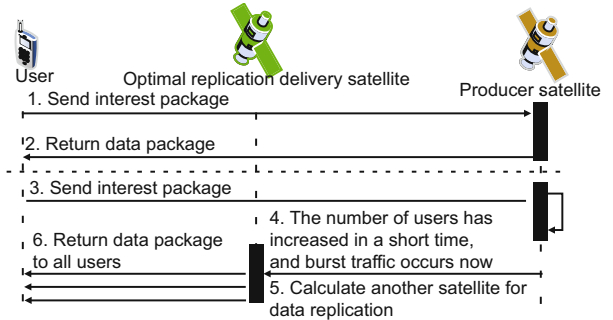 User
Optimal replication delivery satellite
Producer satellite
1. Send interest package
2. Return data package
3. Send interest package
4. The number of users has
increased in a short time,
and burst traffic occurs now
5. Calculate another satellite for
data replication
6. Return data package
to all users